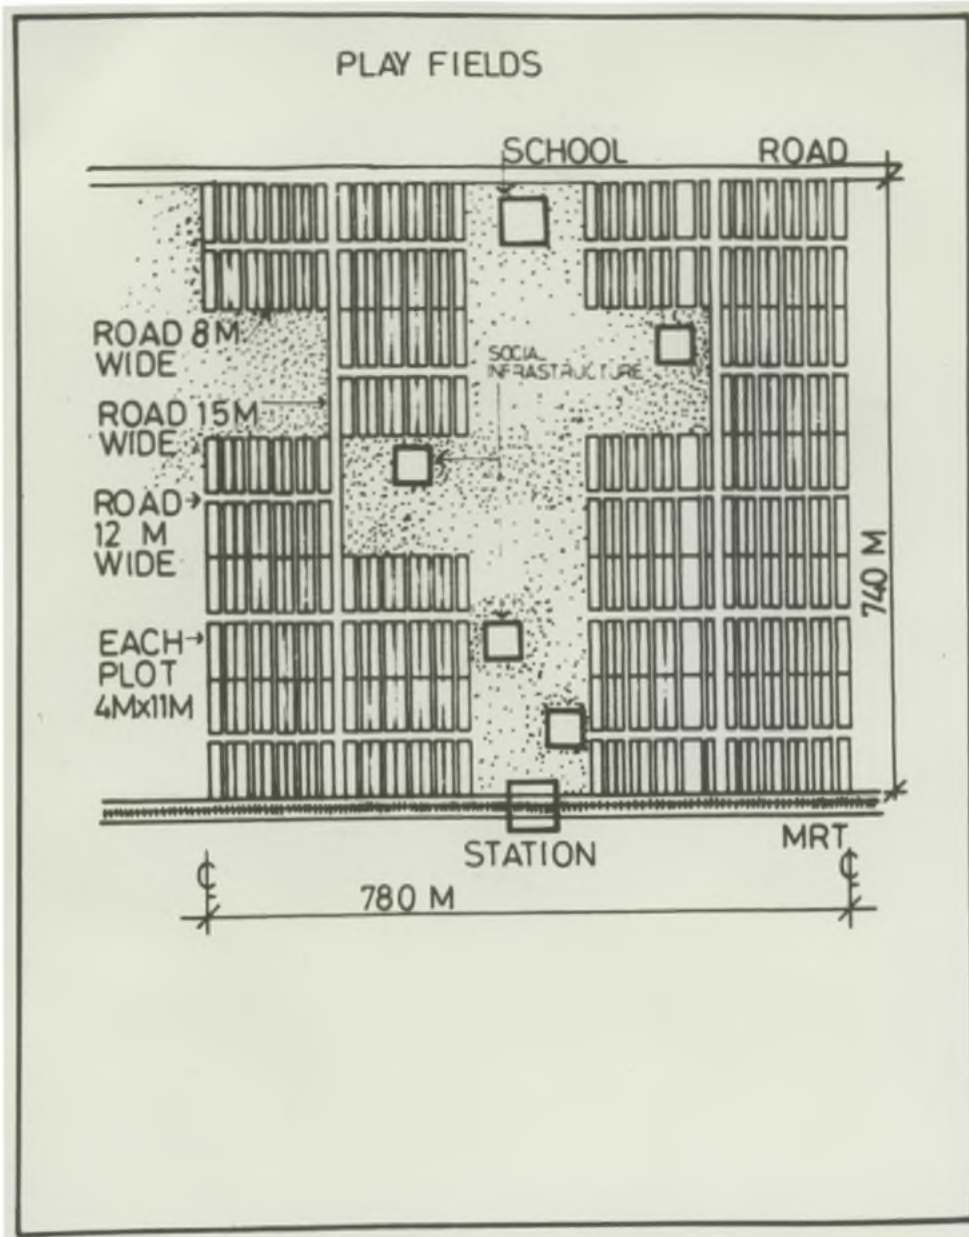 PLAY FIELDS
SCHOOL
ROAD
ROAD 8M
WIDE
SOCIAL
INFRASTRUCTURE
ROAD 15M
WIDE
ROAD
12 M
WIDE
740 M
EACH
PLOT
4Mx11M
STATION
MRT
780 M